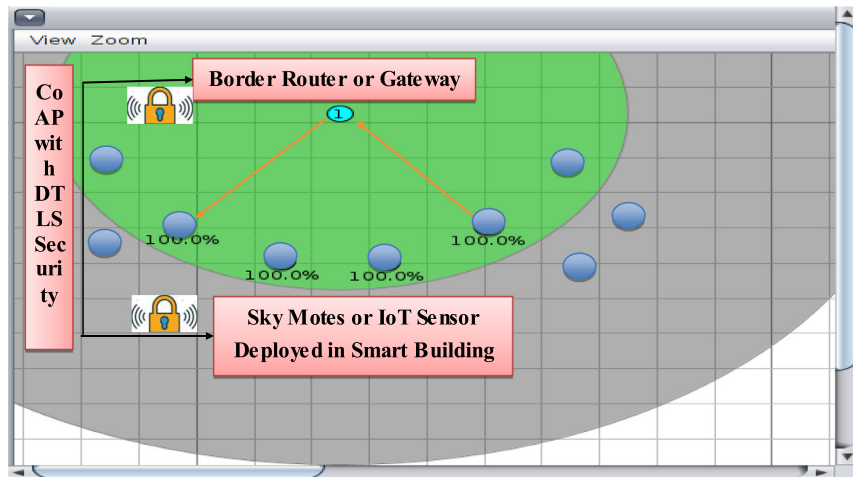 View Zoom
Border Router or Gateway
Co
AP
wit
h
DT
LS
Sec
uri
ty
1
100.0%
100.0%
100.0%
100.0%
Sky Motes or IoT Sensor
Deployed in Smart Building